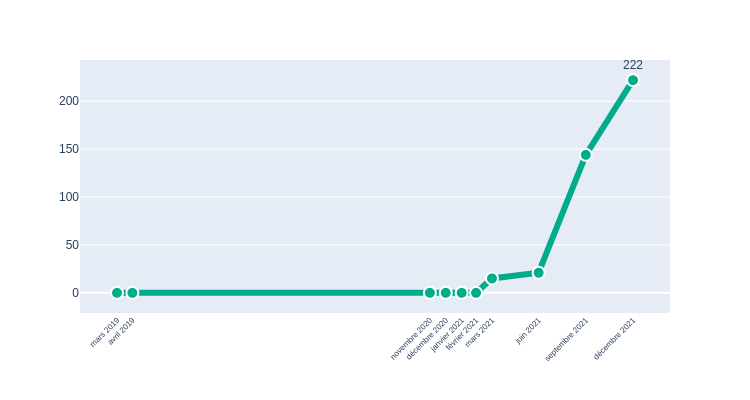 222
200
150
100
50
0
mars 2019
avril 2019
novembre 2020
décembre 2020
janvier 2021
février 2021
mars 2021
juin 2021
septembre 2021
décembre 2021